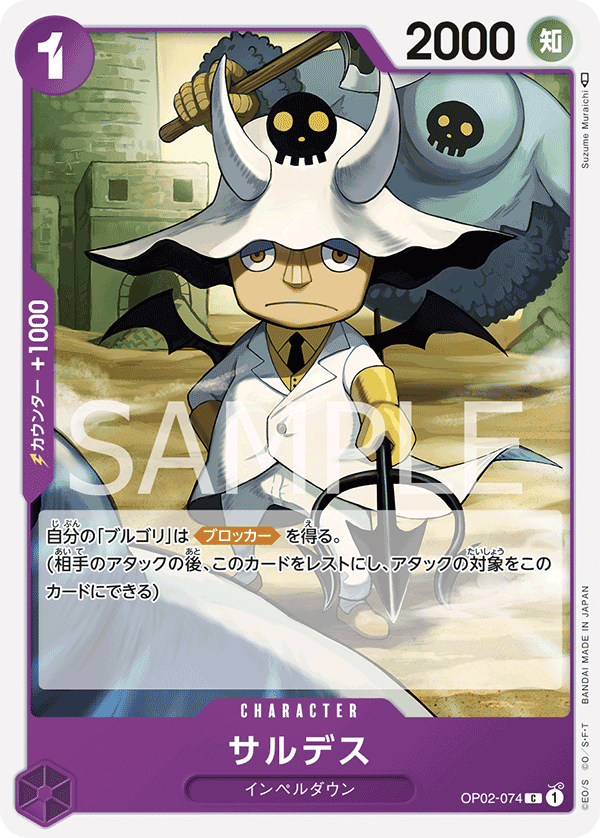 1
2000 知
Suzume Muraichi
カウンター +1000
SAMPLE
自分の「ブルゴリ」は ブロッカー を得る。
(相手のアタックの後、このカードをレストにし、アタックの対象をこの
カードにできる)
CHARACTER
サルデス
インペルダウン
OP02-074 C 1
©E.O/S ©O/S・F・T BANDAI MADE IN JAPAN